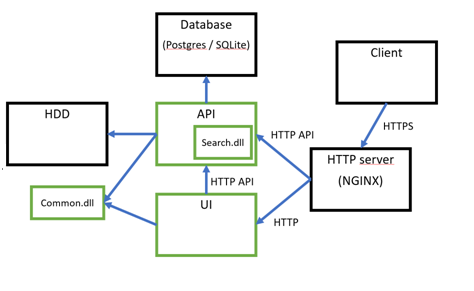 Database
(Postgres / SQLite)
Client
HDD
API
Search.dll
HTTP API
HTTPS
HTTP server
(NGINX)
HTTP API
Common.dll
UI
HTTP